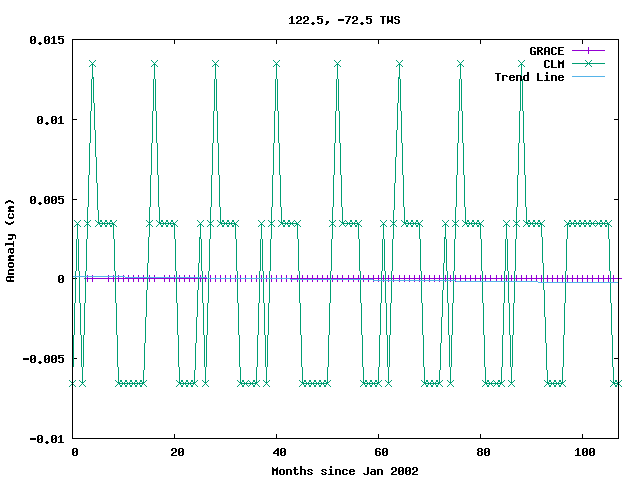 122.5, -72.5 TWS
GRACE
CLM
Trend Line
0.015
0.01
0.005
0
-0.005
-0.01
Anomaly (cm)
0 20 40 60 80 100
Months since Jan 2002